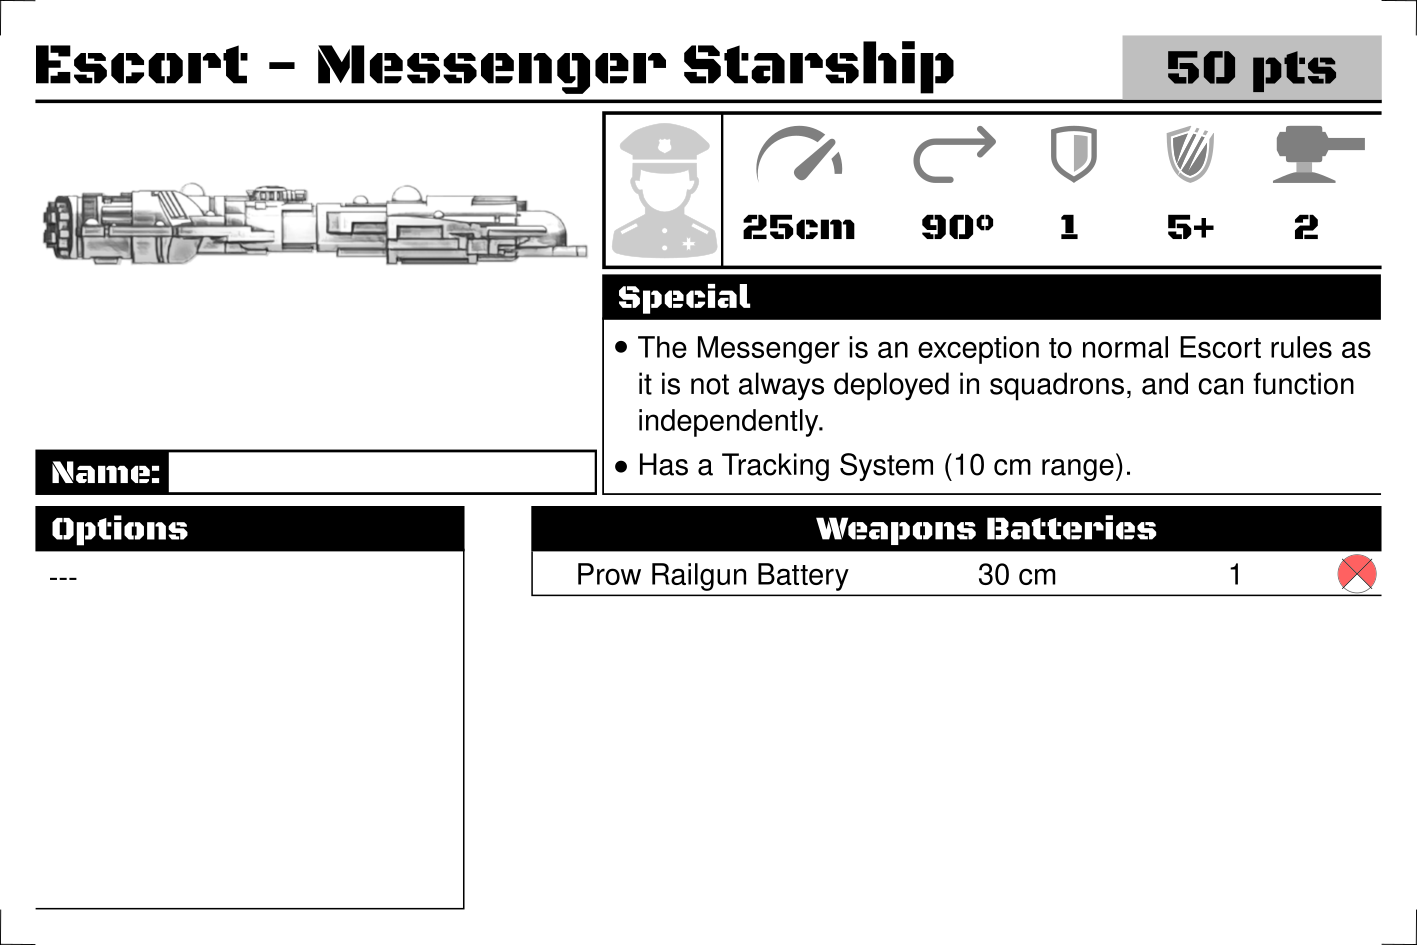 Escort - Messenger Starship
50 pts
25cm 90º 1 5+ 2
Special
• The Messenger is an exception to normal Escort rules as
it is not always deployed in squadrons, and can function
independently.
• Has a Tracking System (10 cm range).
Name:
Options
---
Weapons Batteries
Prow Railgun Battery 30 cm 1